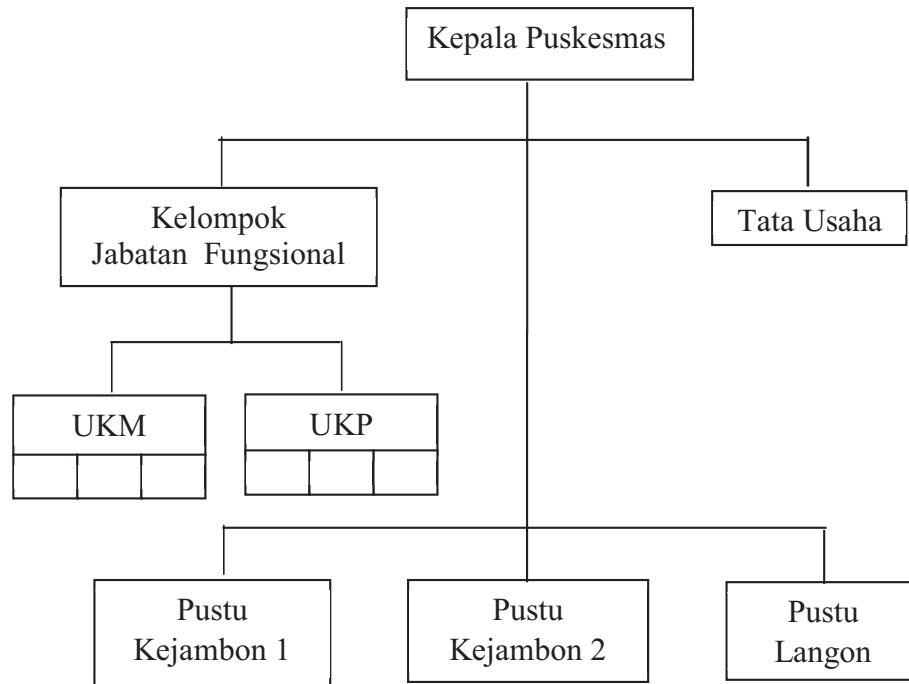 Kepala Puskesmas
Kelompok
Jabatan Fungsional
Tata Usaha
UKM
UKP
Pustu
Kejambon 1
Pustu
Kejambon 2
Pustu
Langon